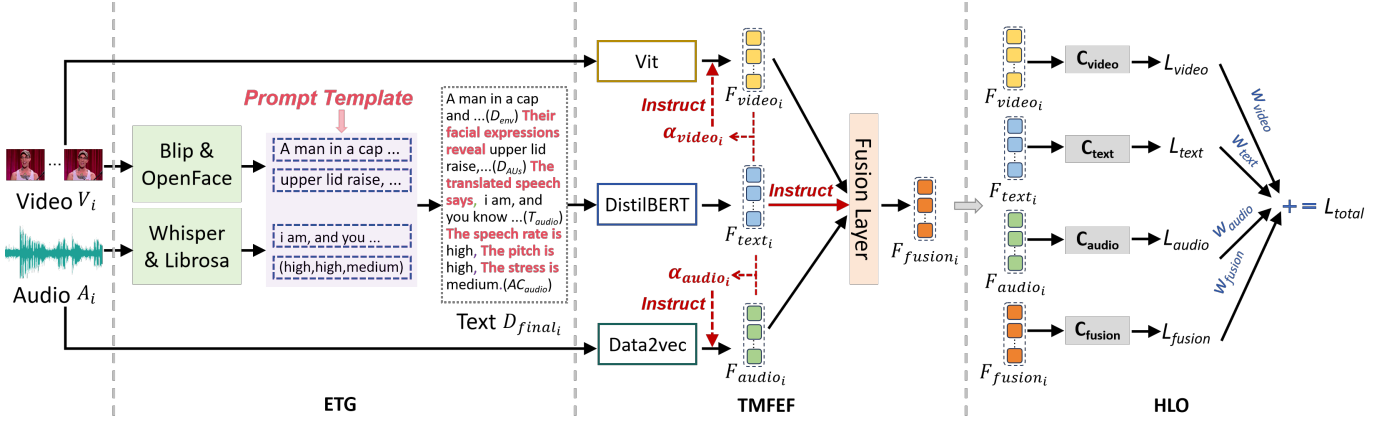 Video V_i
Audio A_i
Blip &
OpenFace
Whisper
& Librosa
Prompt Template
A man in a cap ...
upper lid raise, ...
i am, and you ...
(high,high,medium)
A man in a cap
and ...(D_env) Their
facial expressions
reveal upper lid
raise,...(D_AUs) The
translated speech
says, i am, and
you know ...(T_audio)
The speech rate is
high, The pitch is
high, The stress is
medium.(AC_audio)
Text D_final_i
ETG
Vit
DistilBERT
Data2vec
Instruct
α_video_i
F_video_i
Instruct
F_text_i
α_audio_i
Instruct
F_audio_i
Fusion Layer
F_fusion_i
TMFEF
F_video_i
C_video
L_video
W_video
F_text_i
C_text
L_text
W_text
F_audio_i
C_audio
L_audio
W_audio
F_fusion_i
C_fusion
L_fusion
W_fusion
+ = L_total
HLO